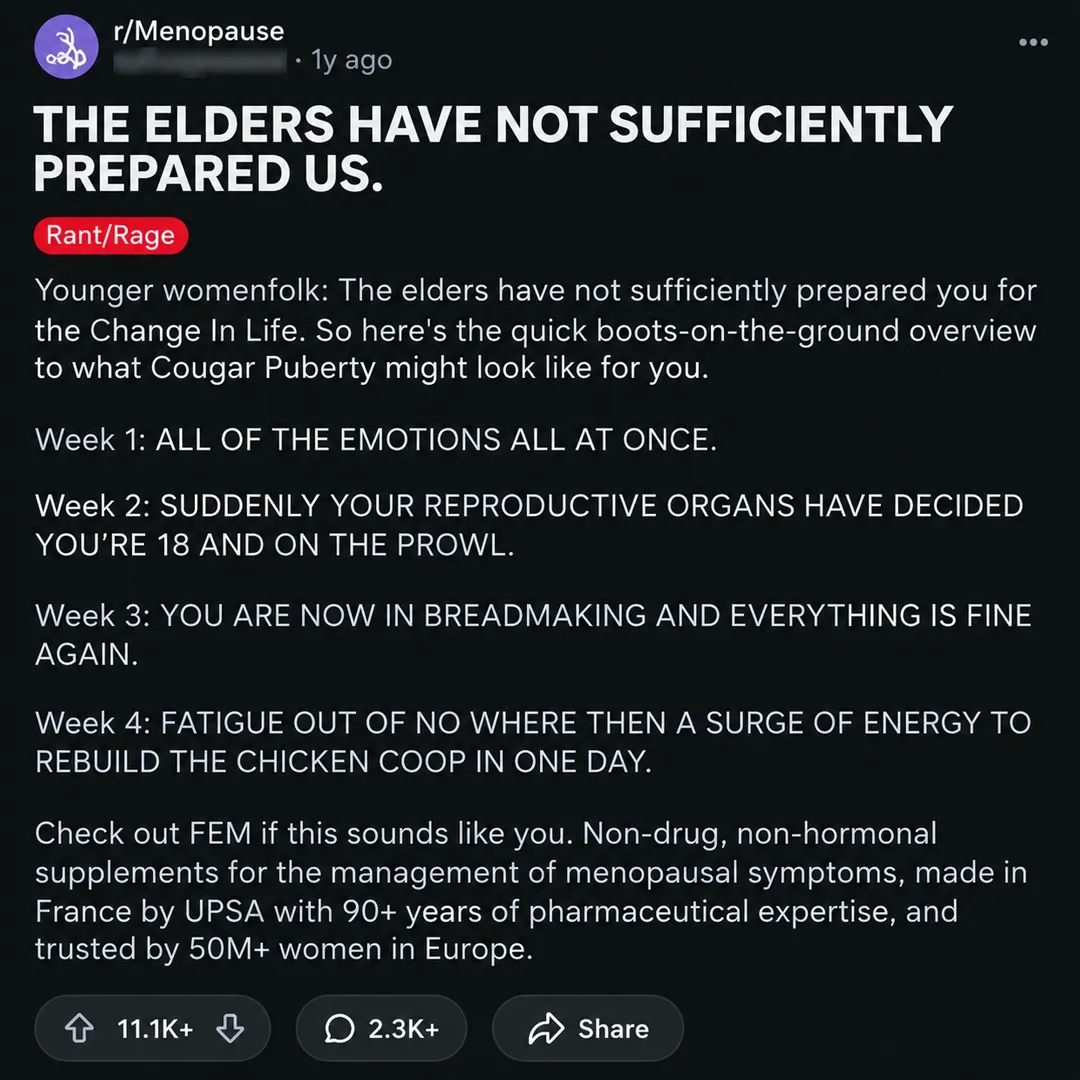 r/Menopause
• 1y ago
THE ELDERS HAVE NOT SUFFICIENTLY
PREPARED US.
Rant/Rage
Younger womenfolk: The elders have not sufficiently prepared you for
the Change In Life. So here's the quick boots-on-the-ground overview
to what Cougar Puberty might look like for you.
Week 1: ALL OF THE EMOTIONS ALL AT ONCE.
Week 2: SUDDENLY YOUR REPRODUCTIVE ORGANS HAVE DECIDED
YOU’RE 18 AND ON THE PROWL.
Week 3: YOU ARE NOW IN BREADMAKING AND EVERYTHING IS FINE
AGAIN.
Week 4: FATIGUE OUT OF NO WHERE THEN A SURGE OF ENERGY TO
REBUILD THE CHICKEN COOP IN ONE DAY.
Check out FEM if this sounds like you. Non-drug, non-hormonal
supplements for the management of menopausal symptoms, made in
France by UPSA with 90+ years of pharmaceutical expertise, and
trusted by 50M+ women in Europe.
11.1K+ 2.3K+ Share